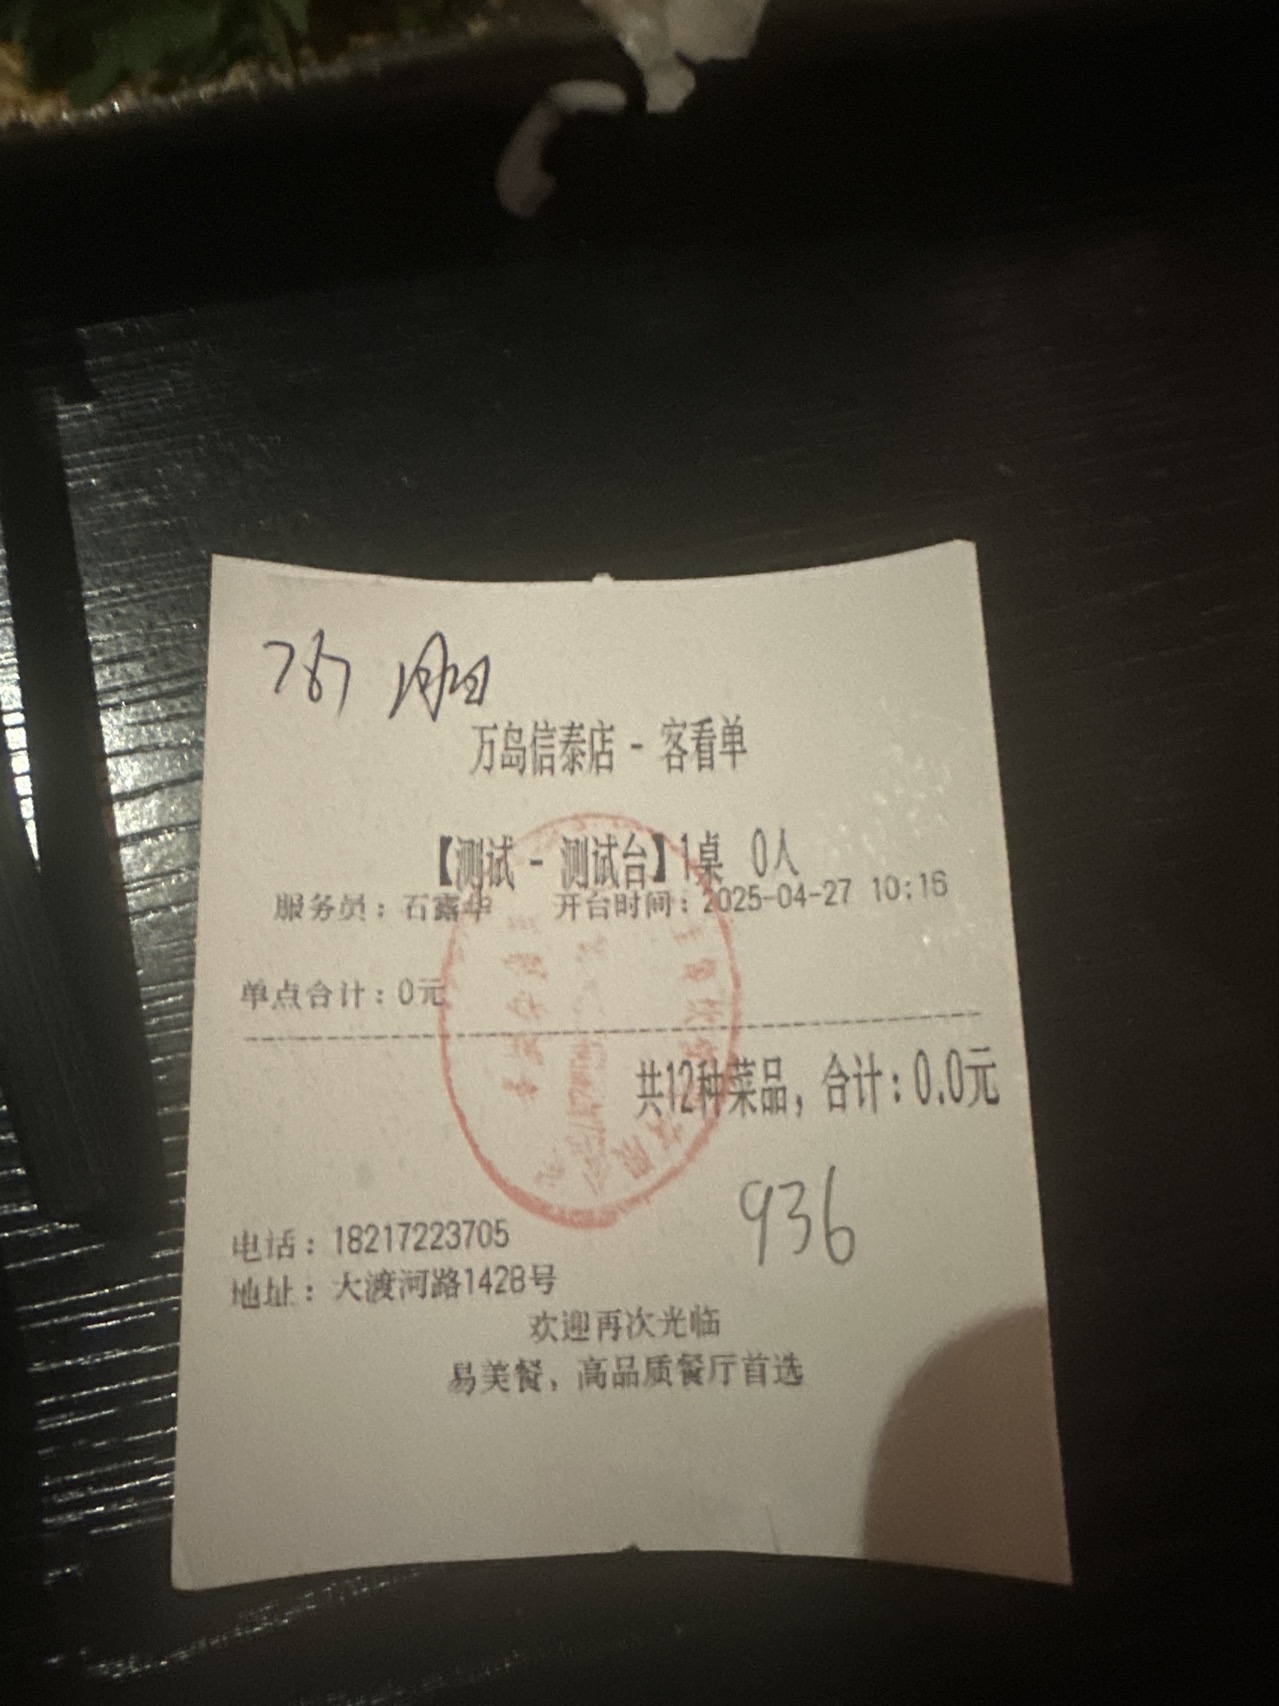 767
万岛信泰店 - 客看单
【测试 - 测试台】1桌 0人
服务员：石露华 开台时间：2025-04-27 10:16
单点合计：0元
共12种菜品，合计：0.0元
936
电话：18217223705
地址：大渡河路1428号
欢迎再次光临
易美餐，高品质餐厅首选